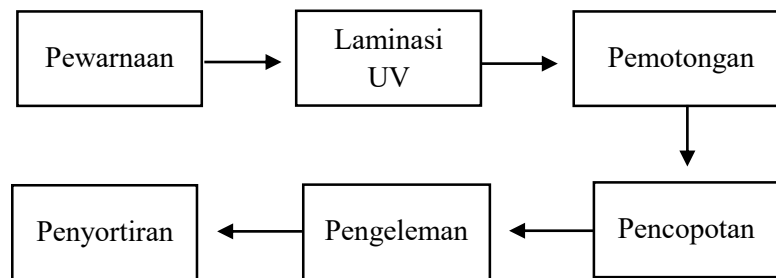 Pewarnaan
Laminasi
UV
Pemotongan
Pencopotan
Pengeleman
Penyortiran